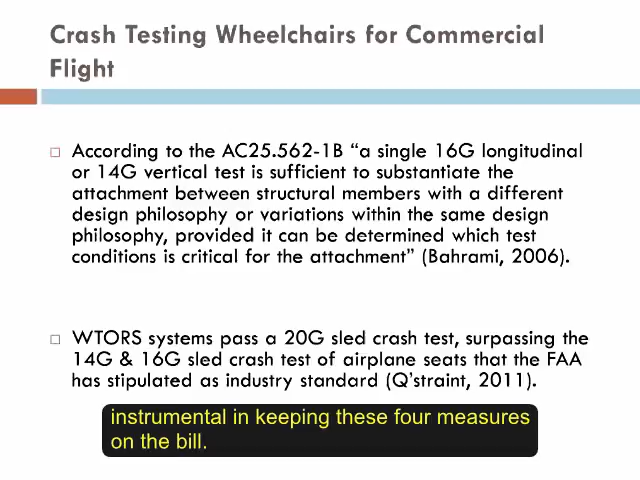 Crash Testing Wheelchairs for Commercial
Flight
According to the AC25.562-1B “a single 16G longitudinal
or 14G vertical test is sufficient to substantiate the
attachment between structural members with a different
design philosophy or variations within the same design
philosophy, provided it can be determined which test
conditions is critical for the attachment” (Bahrami, 2006).
WTORS systems pass a 20G sled crash test, surpassing the
14G & 16G sled crash test of airplane seats that the FAA
has stipulated as industry standard (Q’straint, 2011).
instrumental in keeping these four measures
on the bill.